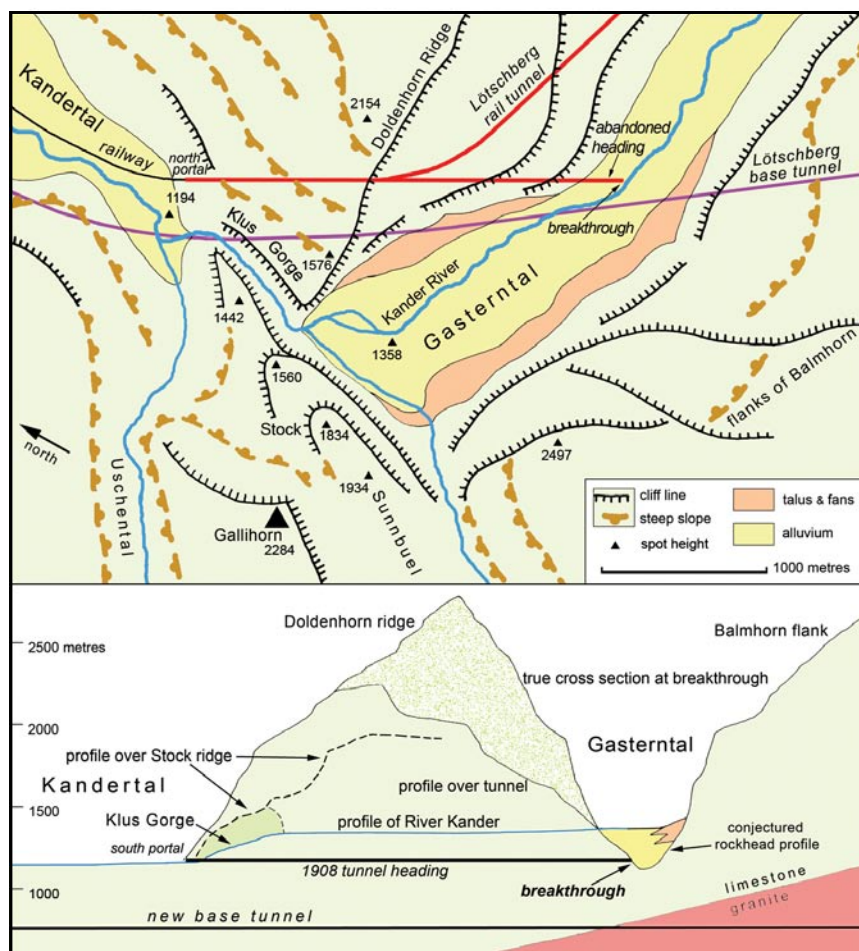 2154
Doldenhorn Ridge
Lötschberg
rail tunnel
Kandertal
railway
north
portal
abandoned
heading
Lötschberg
base tunnel
1194
breakthrough
Klus
Gorge
1576
Kander River
Gasterntal
1442
1358
1560
flanks of Balmhorn
Stock
1834
2497
north
1934
Sunnbuel
Uschental
Gallihorn
2284
cliff line
steep slope
spot height
talus & fans
alluvium
1000 metres
Doldenhorn ridge
Balmhorn flank
2500 metres
true cross section at breakthrough
2000
profile over Stock ridge
Gasterntal
Kandertal
profile over tunnel
1500
Klus Gorge
profile of River Kander
south portal
conjectured
rockhead profile
1908 tunnel heading
1000
breakthrough
limestone
granite
new base tunnel